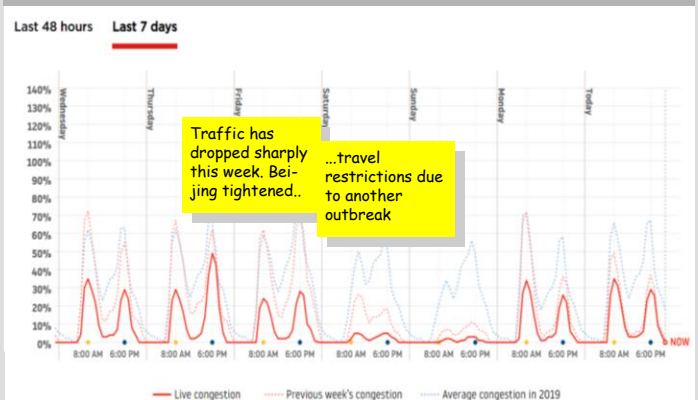 Last 48 hours Last 7 days
140%
130%
120%
110%
100%
90%
80%
70%
60%
50%
40%
30%
20%
10%
0%
Wednesday
Thursday
Friday
Saturday
Sunday
Monday
Today
Traffic has
dropped sharply
this week. Bei-
jing tightened..
...travel
restrictions due
to another
outbreak
8:00 AM 6:00 PM 8:00 AM 6:00 PM 8:00 AM 6:00 PM 8:00 AM 6:00 PM 8:00 AM 6:00 PM 8:00 AM 6:00 PM 8:00 AM 6:00 PM
NOW
Live congestion Previous week's congestion Average congestion in 2019